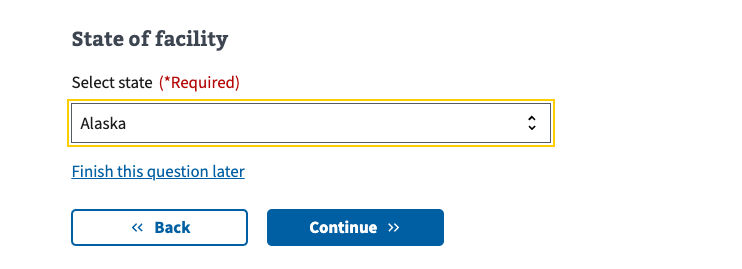 State of facility
Select state (*Required)
Alaska
Finish this question later
Back
Continue